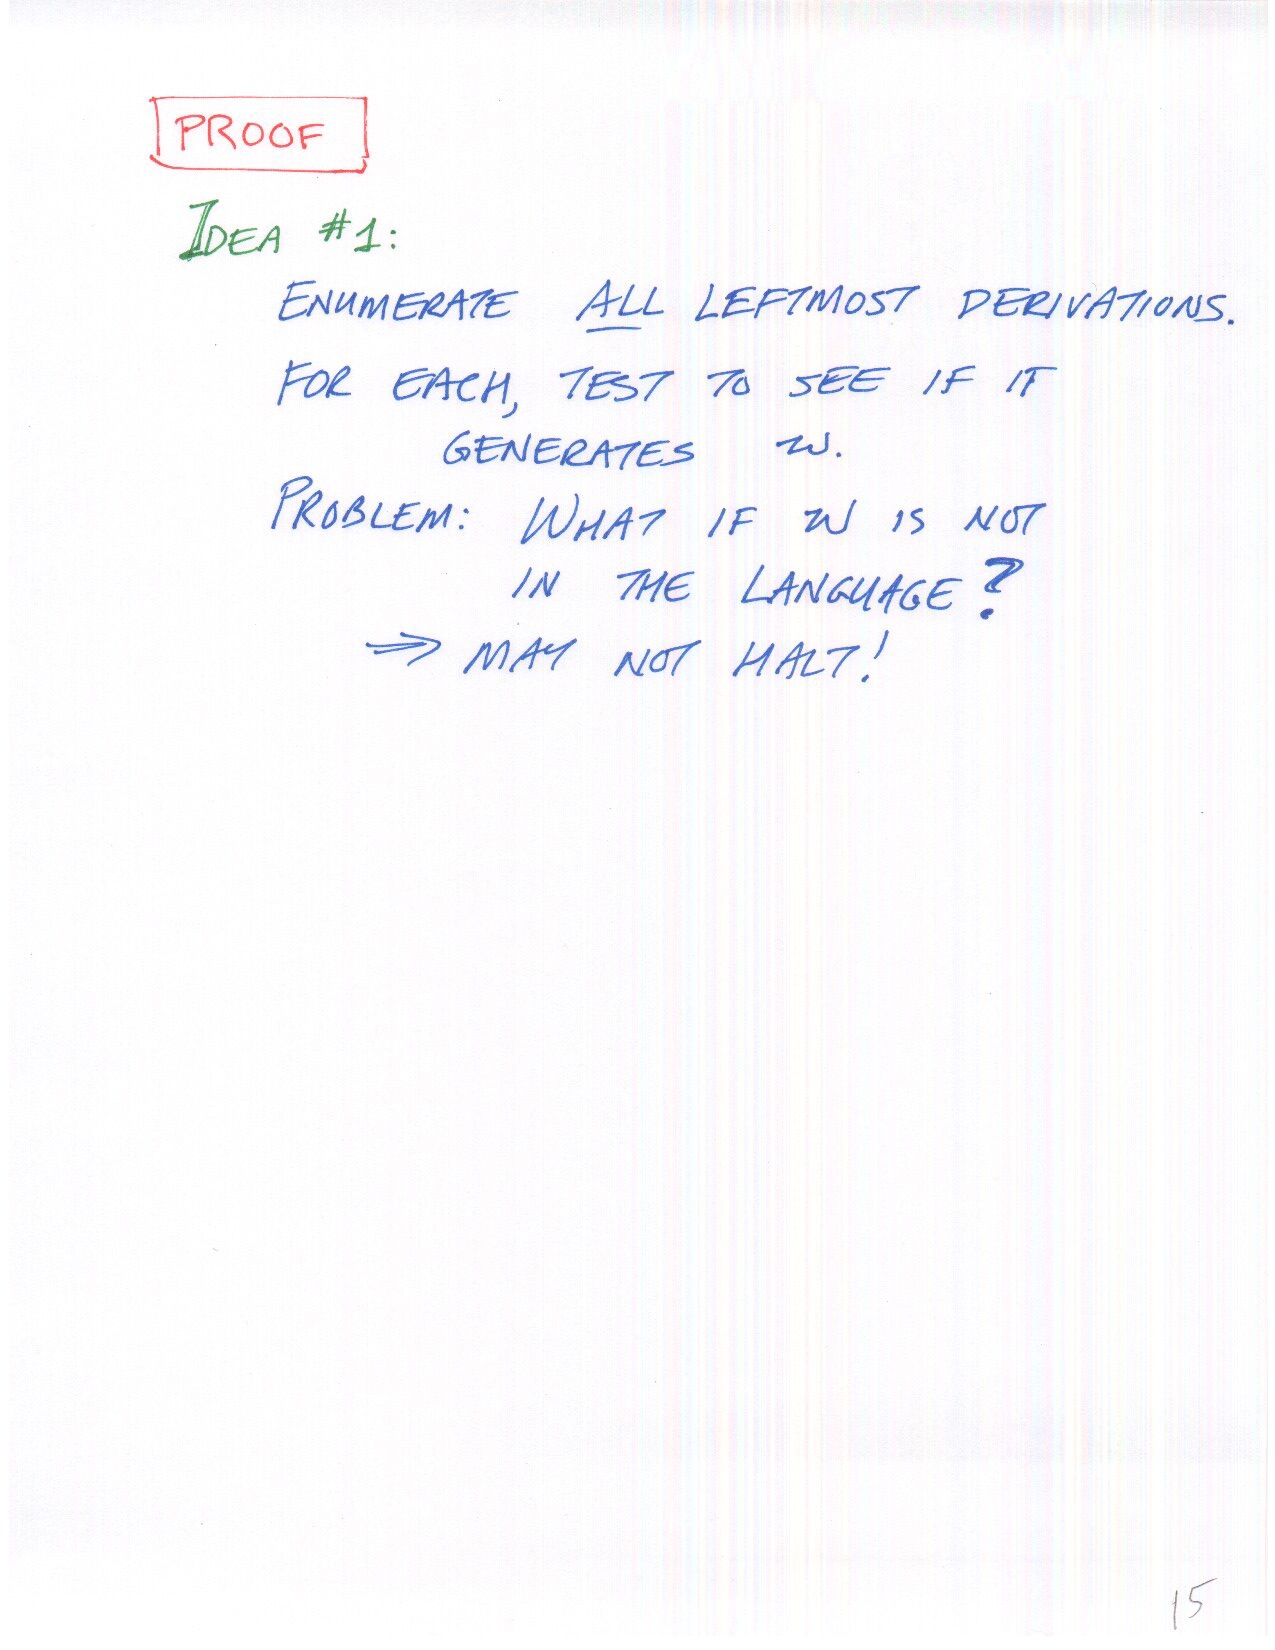 PROOF
IDEA #1:
ENUMERATE ALL LEFTMOST DERIVATIONS.
FOR EACH, TEST TO SEE IF IT
GENERATES w.
PROBLEM: WHAT IF w IS NOT
IN THE LANGUAGE?
⇒ MAY NOT HALT!
15